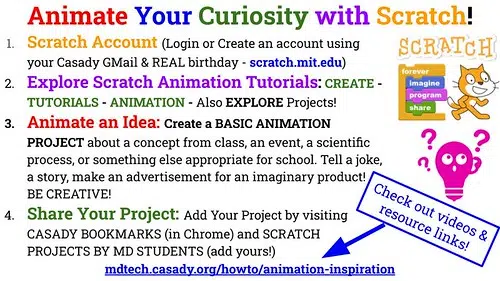 Animate Your Curiosity with Scratch!
1. Scratch Account (Login or Create an account using
your Casady GMail & REAL birthday - scratch.mit.edu)
2. Explore Scratch Animation Tutorials: CREATE -
TUTORIALS - ANIMATION - Also EXPLORE Projects!
3. Animate an Idea: Create a BASIC ANIMATION
PROJECT about a concept from class, an event, a scientific
process, or something else appropriate for school. Tell a joke,
a story, make an advertisement for an imaginary product!
BE CREATIVE!
4. Share Your Project: Add Your Project by visiting
CASADY BOOKMARKS (in Chrome) and SCRATCH
PROJECTS BY MD STUDENTS (add yours!)
mdtech.casady.org/howto/animation-inspiration
SCRATCH
forever
imagine
program
share
? ? ?
Check out videos &
resource links!